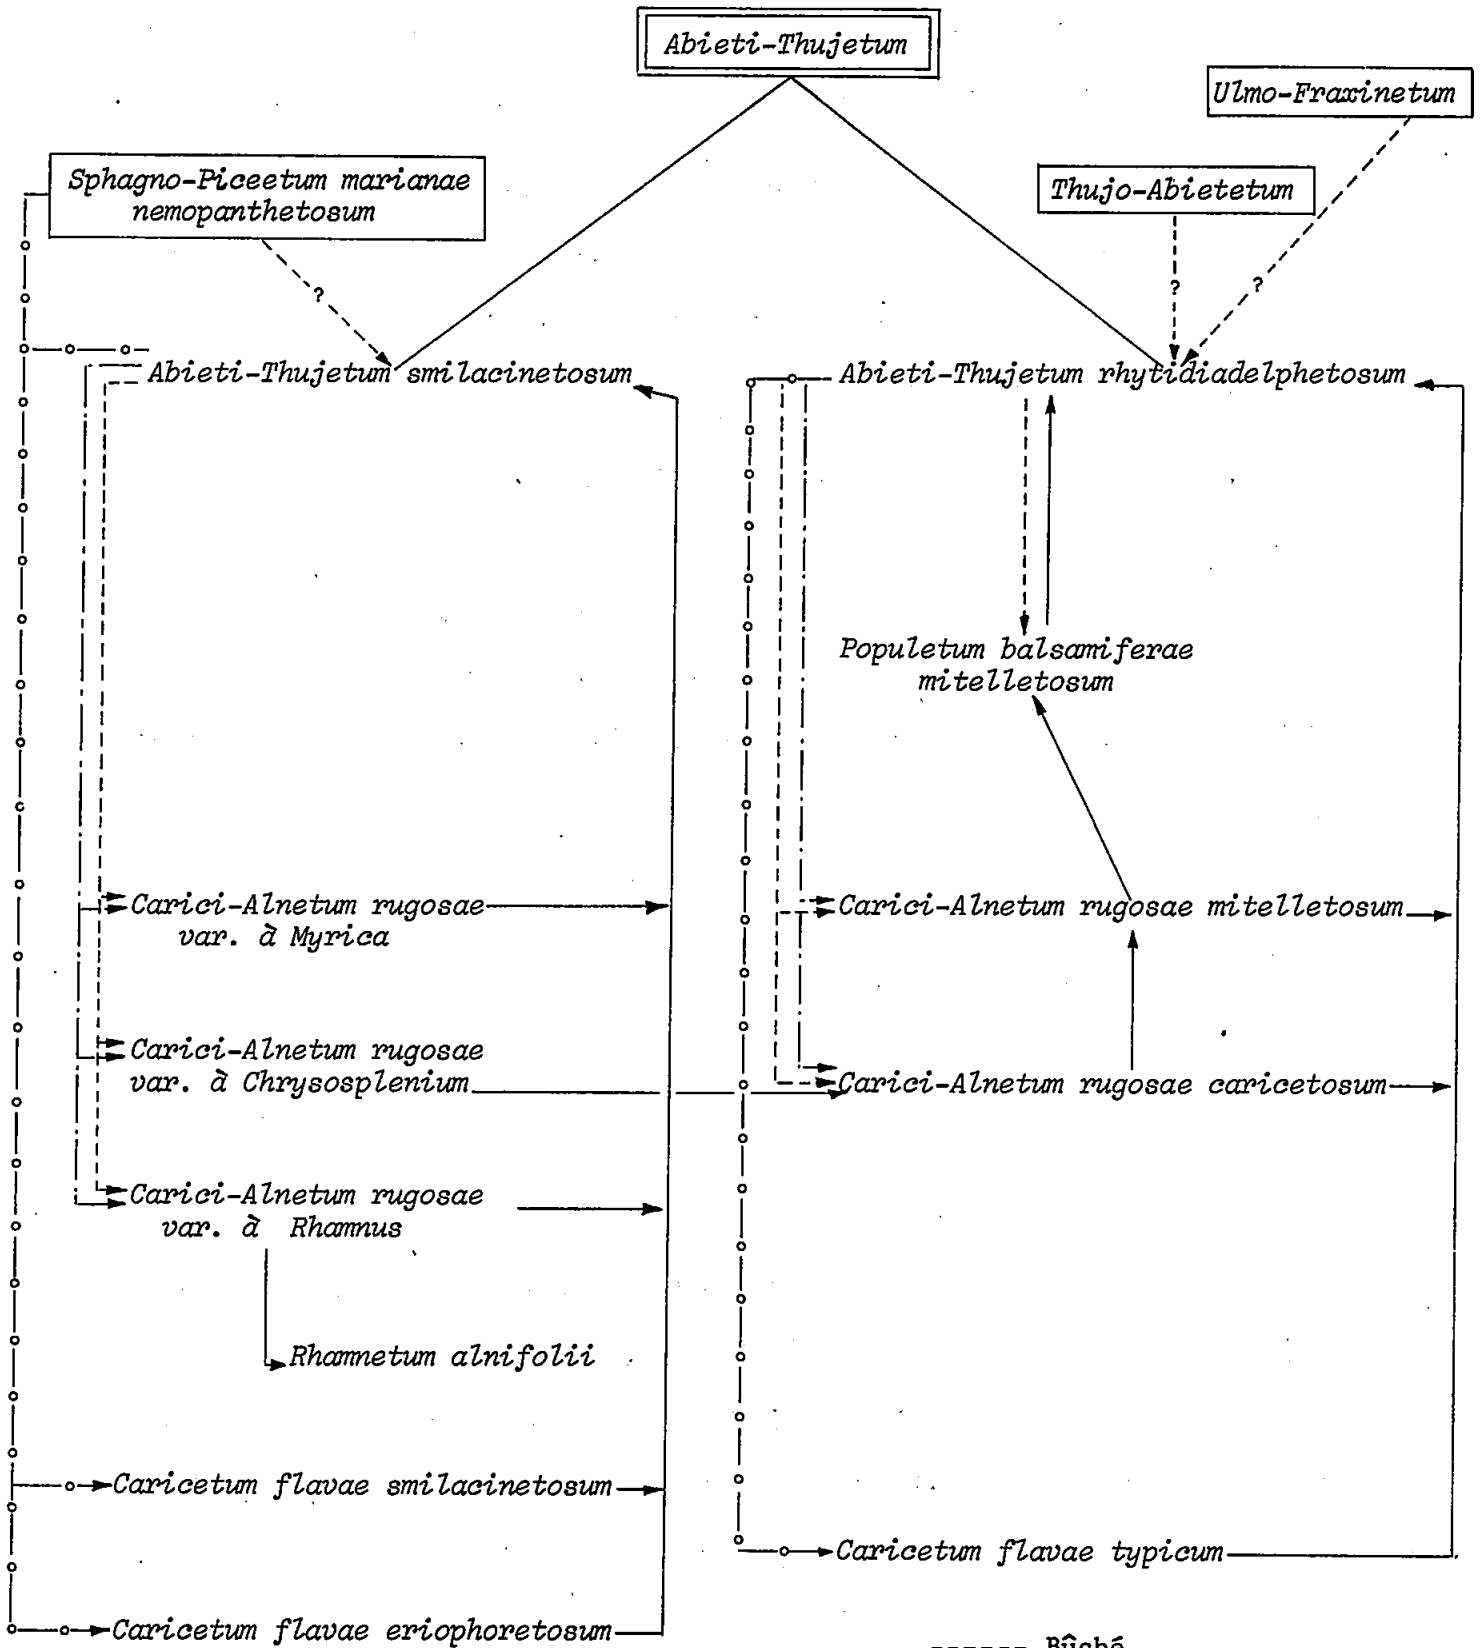 Abieti-Thujetum
Ulmo-Fraxinetum
Sphagno-Piceetum marianae
nemopanthetosum
Thujo-Abietetum
?
?
?
Abieti-Thujetum smilacinetosum
Abieti-Thujetum rhytidiadelphetosum
Populetum balsamiferae
mitelletosum
Carici-Alnetum rugosae
var. à Myrica
Carici-Alnetum rugosae mitelletosum
Carici-Alnetum rugosae
var. à Chrysosplenium
Carici-Alnetum rugosae caricetosum
Carici-Alnetum rugosae
var. à Rhamnus
Rhamnetum alnifolii
Caricetum flavae smilacinetosum
Caricetum flavae typicum
Caricetum flavae eriophoretosum
Bûché